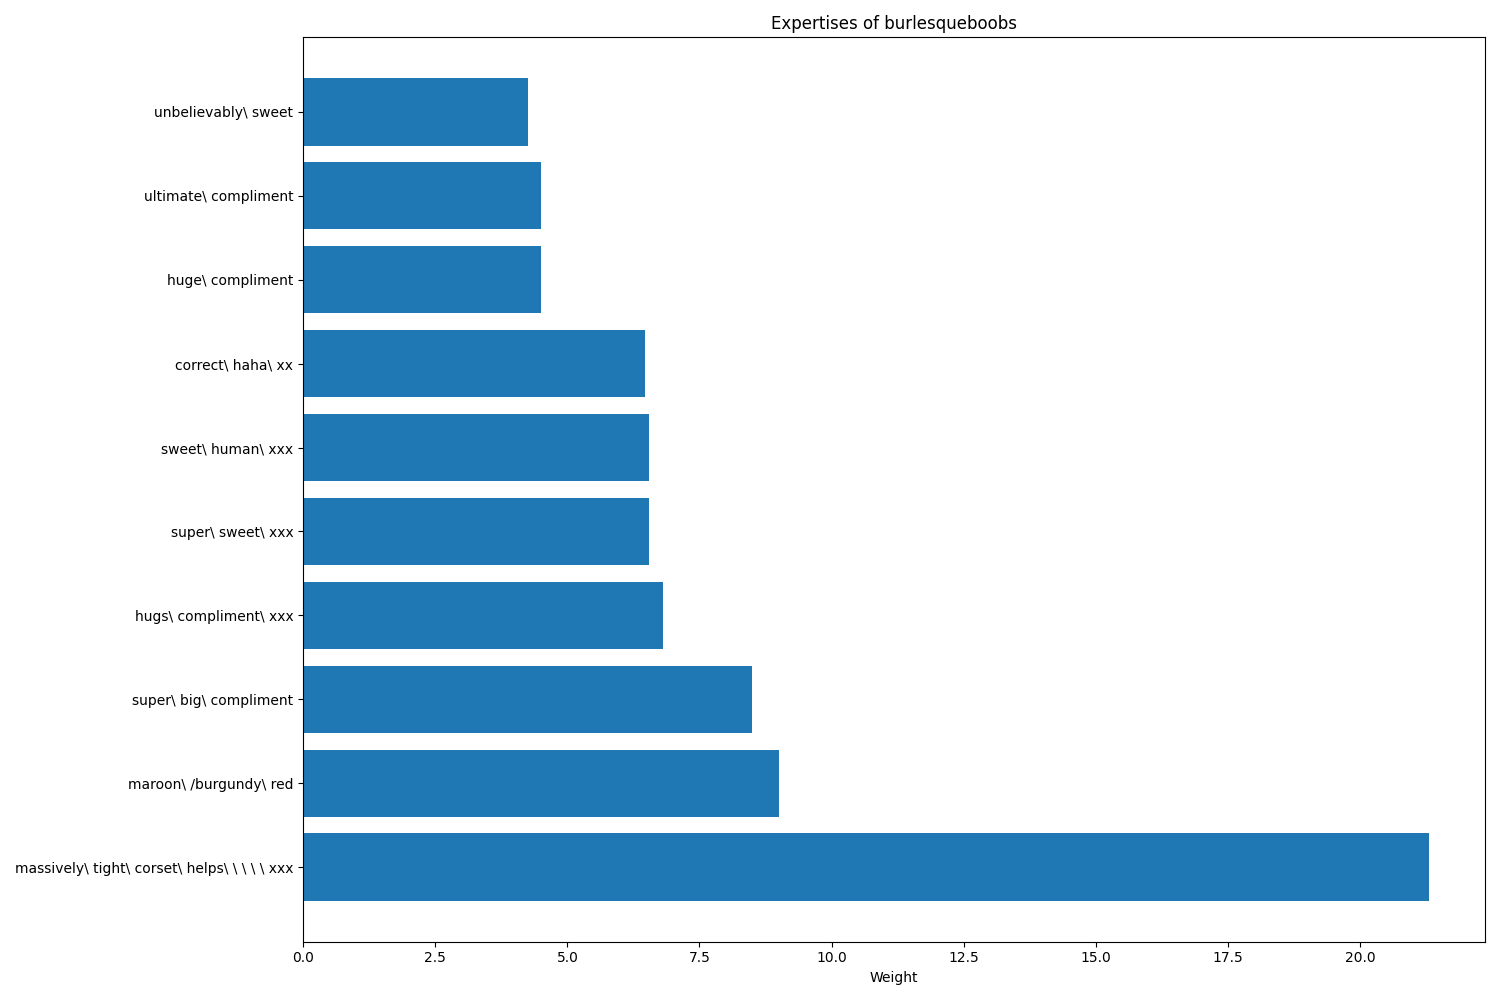 Expertises of burlesqueboobs
unbelievably\ sweet
ultimate\ compliment
huge\ compliment
correct\ haha\ xx
sweet\ human\ xxx
super\ sweet\ xxx
hugs\ compliment\ xxx
super\ big\ compliment
maroon\ /burgundy\ red
massively\ tight\ corset\ helps\ \ \ \ \ xxx
0.0 2.5 5.0 7.5 10.0 12.5 15.0 17.5 20.0
Weight